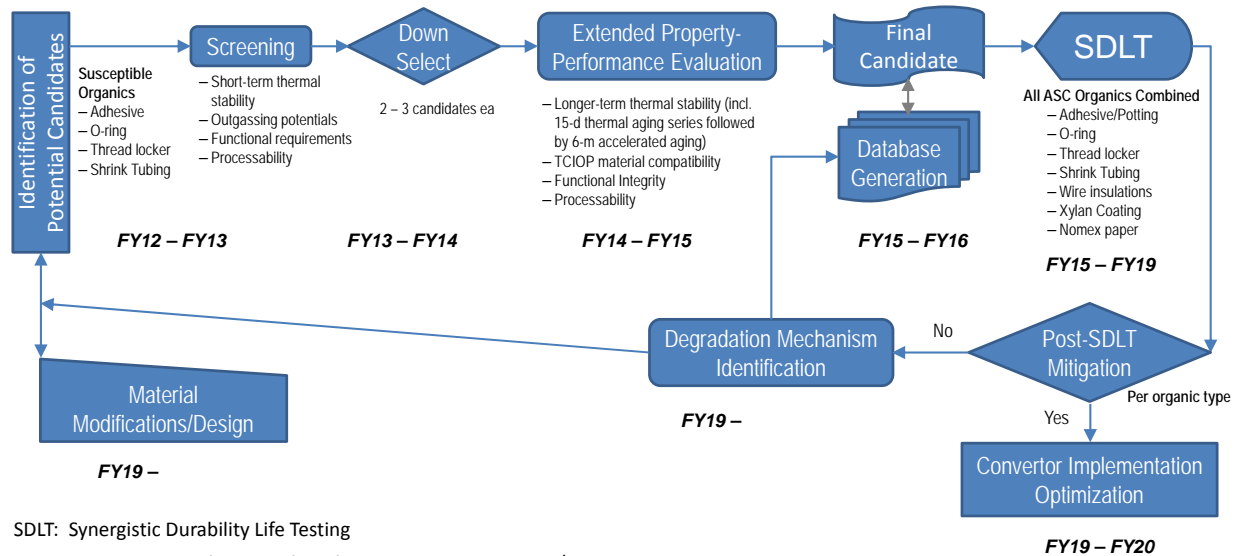 Identification of
Potential Candidates
Susceptible
Organics
– Adhesive
– O-ring
– Thread locker
– Shrink Tubing
Screening
– Short-term thermal
stability
– Outgassing potentials
– Functional requirements
– Processability
FY12 – FY13
Down
Select
2 – 3 candidates ea
FY13 – FY14
Extended Property-
Performance Evaluation
– Longer-term thermal stability (incl.
15-d thermal aging series followed
by 6-m accelerated aging)
– TCIOP material compatibility
– Functional Integrity
– Processability
FY14 – FY15
Final
Candidate
Database
Generation
FY15 – FY16
SDLT
All ASC Organics Combined
– Adhesive/Potting
– O-ring
– Thread locker
– Shrink Tubing
– Wire insulations
– Xylan Coating
– Nomex paper
FY15 – FY19
Post-SDLT
Mitigation
Per organic type
No
Yes
Degradation Mechanism
Identification
FY19 –
Material
Modifications/Design
FY19 –
Convertor Implementation
Optimization
FY19 – FY20
SDLT: Synergistic Durability Life Testing